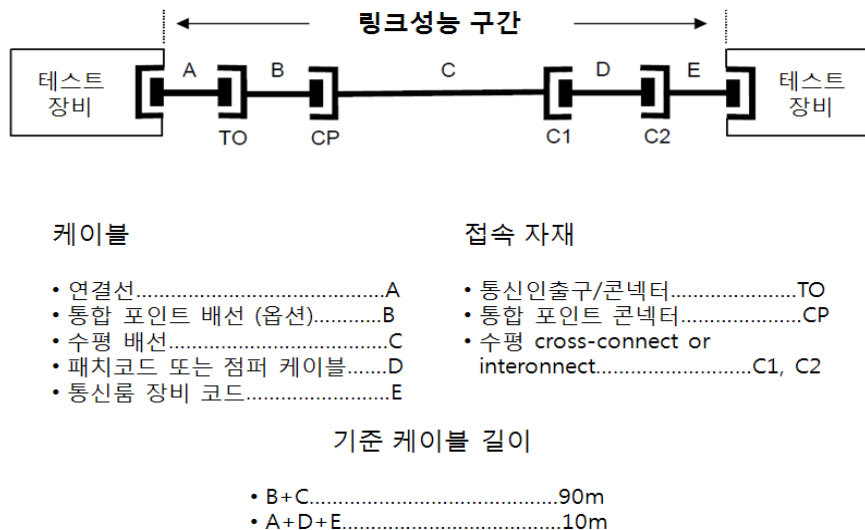 링크성능 구간
A B C D E
테스트 장비
테스트 장비
TO CP C1 C2
케이블
• 연결선.......................................A
• 통합 포인트 배선 (옵션)...........B
• 수평 배선...................................C
• 패치코드 또는 점퍼 케이블.......D
• 통신룸 장비 코드.......................E
접속 자재
• 통신인출구/콘넥터......................TO
• 통합 포인트 콘넥터.....................CP
• 수평 cross-connect or
interonnect...........................C1, C2
기준 케이블 길이
• B+C...........................................90m
• A+D+E......................................10m